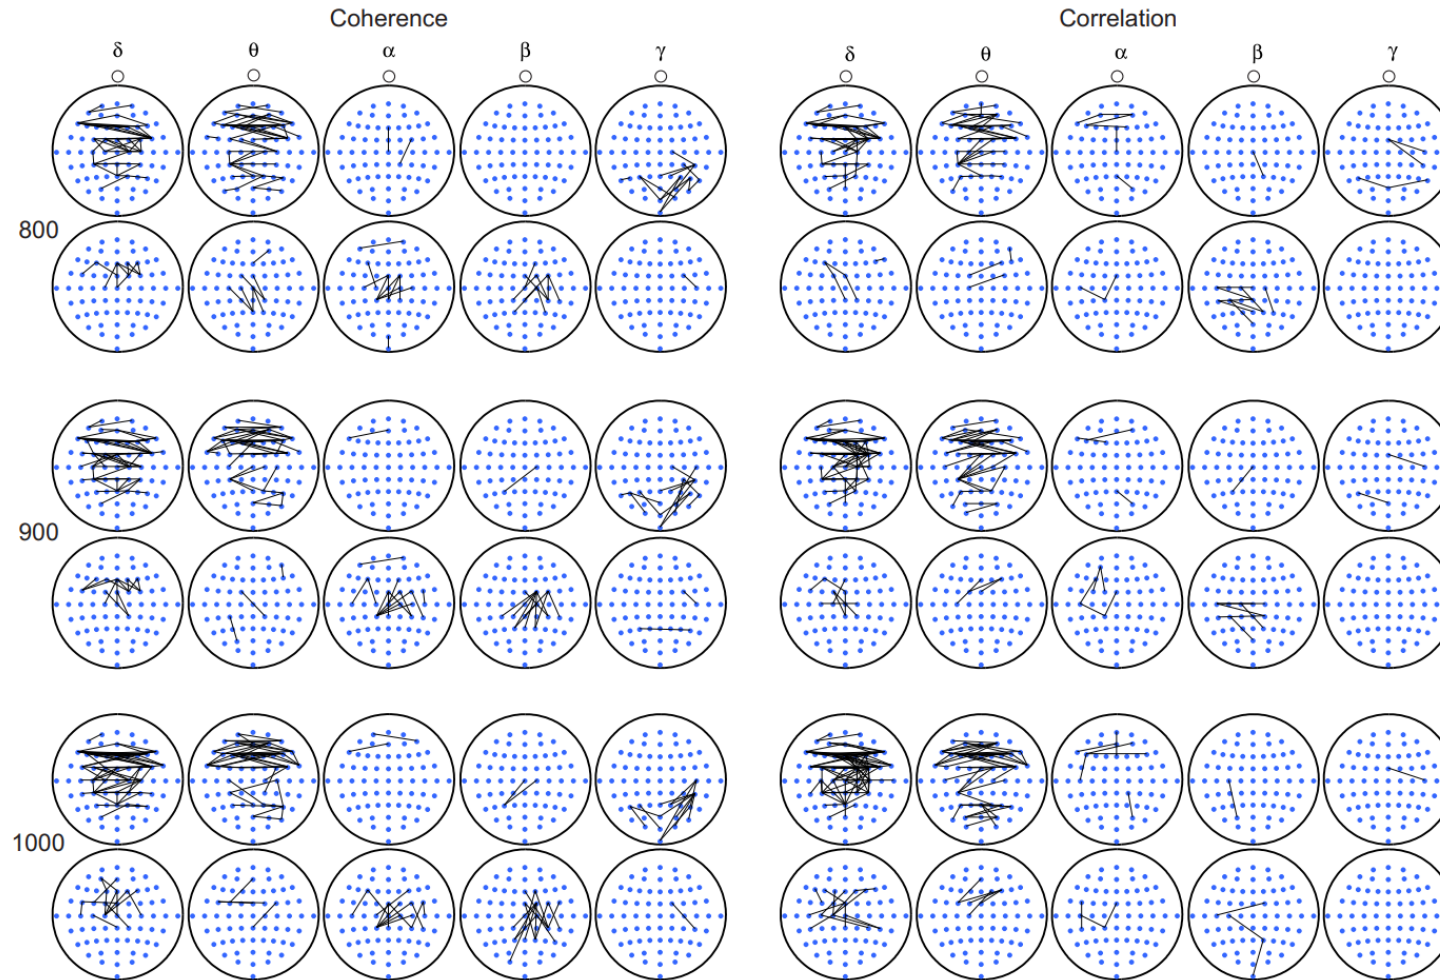 Coherence Correlation
δ θ α β γ δ θ α β γ
800
900
1000